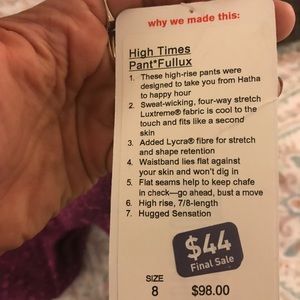 why we made this:
High Times
Pant*Fullux
1. These high-rise pants were
designed to take you from Hatha
to happy hour
2. Sweat-wicking, four-way stretch
Luxtreme® fabric is cool to the
touch and fits like a second
skin
3. Added Lycra® fibre for stretch
and shape retention
4. Waistband lies flat against
your skin and won't dig in
5. Flat seams help to keep chafe
in check—go ahead, bust a move
6. High rise, 7/8-length
7. Hugged Sensation
$44
Final Sale
SIZE
8 $98.00